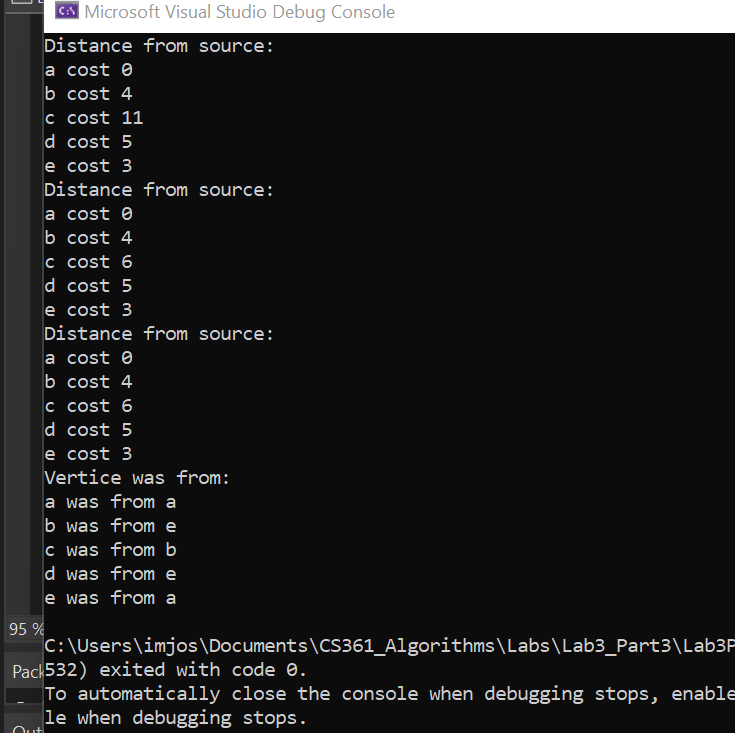 Microsoft Visual Studio Debug Console
Distance from source:
a cost 0
b cost 4
c cost 11
d cost 5
e cost 3
Distance from source:
a cost 0
b cost 4
c cost 6
d cost 5
e cost 3
Distance from source:
a cost 0
b cost 4
c cost 6
d cost 5
e cost 3
Vertice was from:
a was from a
b was from e
c was from b
d was from e
e was from a
95 %
C:\Users\imjos\Documents\CS361_Algorithms\Labs\Lab3_Part3\Lab3P
Pack
532) exited with code 0.
To automatically close the console when debugging stops, enable
Out
le when debugging stops.